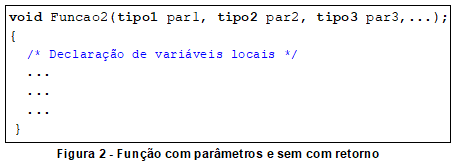 void Funcao2(tipo1 par1, tipo2 par2, tipo3 par3,...);
{
/* Declaração de variáveis locais */
...
...
...
}
Figura 2 - Função com parâmetros e sem com retorno